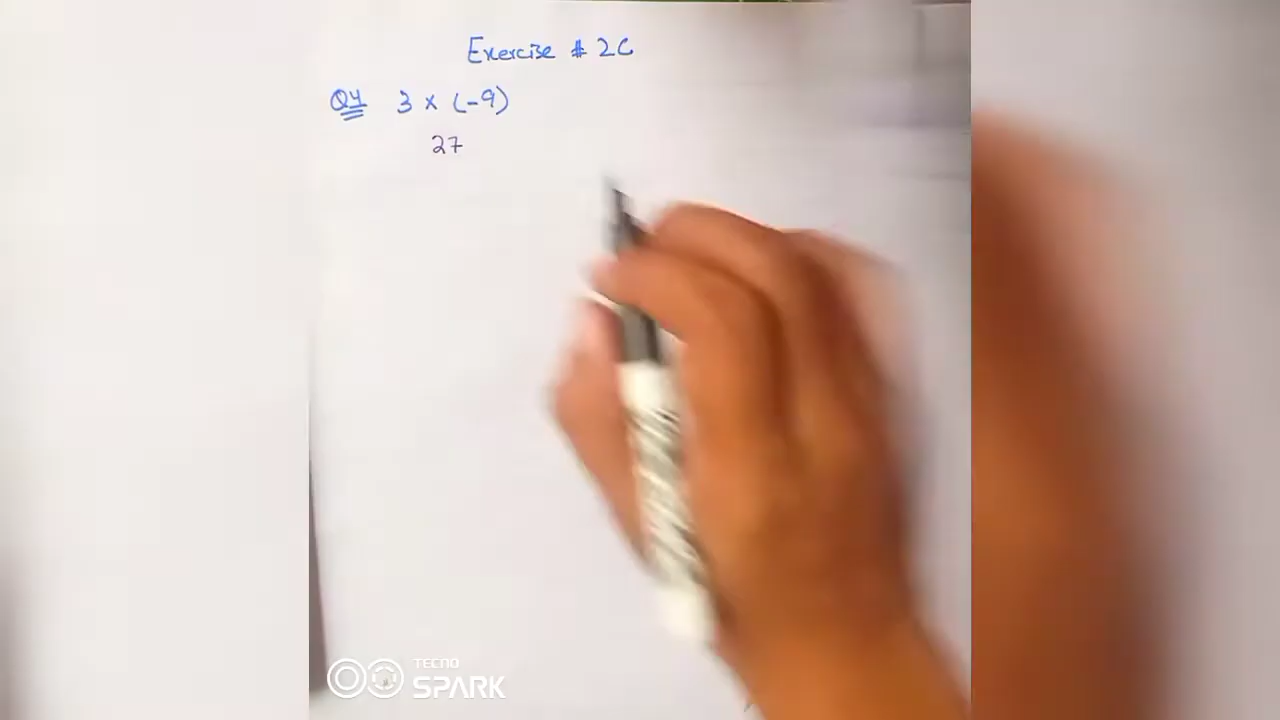 Exercise # 2C
Q4 3 × (-9)
27
TECNO
SPARK